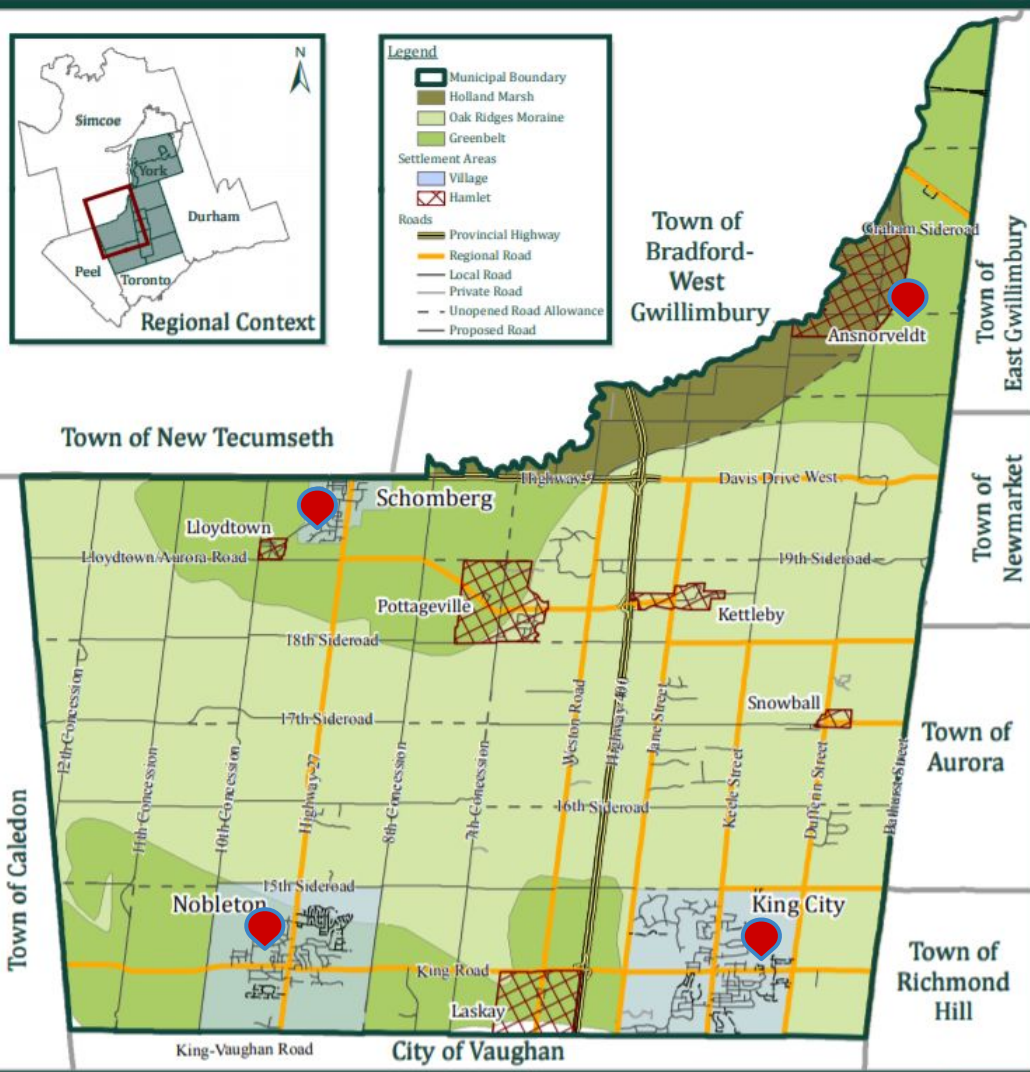 N
Simcoe
York
Durham
Peel
Toronto
Regional Context
Legend
Municipal Boundary
Holland Marsh
Oak Ridges Moraine
Greenbelt
Settlement Areas
Village
Hamlet
Roads
Provincial Highway
Regional Road
Local Road
Private Road
Unopened Road Allowance
Proposed Road
Town of
Bradford-
West
Gwillimbury
Graham Sideroad
Town of
East Gwillimbury
Ansnorveldt
Town of New Tecumseth
Highway 9
Davis Drive West
Town of
Newmarket
Schomberg
Lloydtown
Lloydtown/Aurora Road
19th Sideroad
Pottageville
Kettleby
18th Sideroad
Snowball
17th Sideroad
Town of
Aurora
12th Concession
11th Concession
10th Concession
Highway 27
8th Concession
7th Concession
Weston Road
Highway 400
Jane Street
Keele Street
Dufferin Street
Bathurst Street
16th Sideroad
Town of Caledon
15th Sideroad
Nobleton
King City
King Road
Laskay
Town of
Richmond
Hill
King-Vaughan Road
City of Vaughan